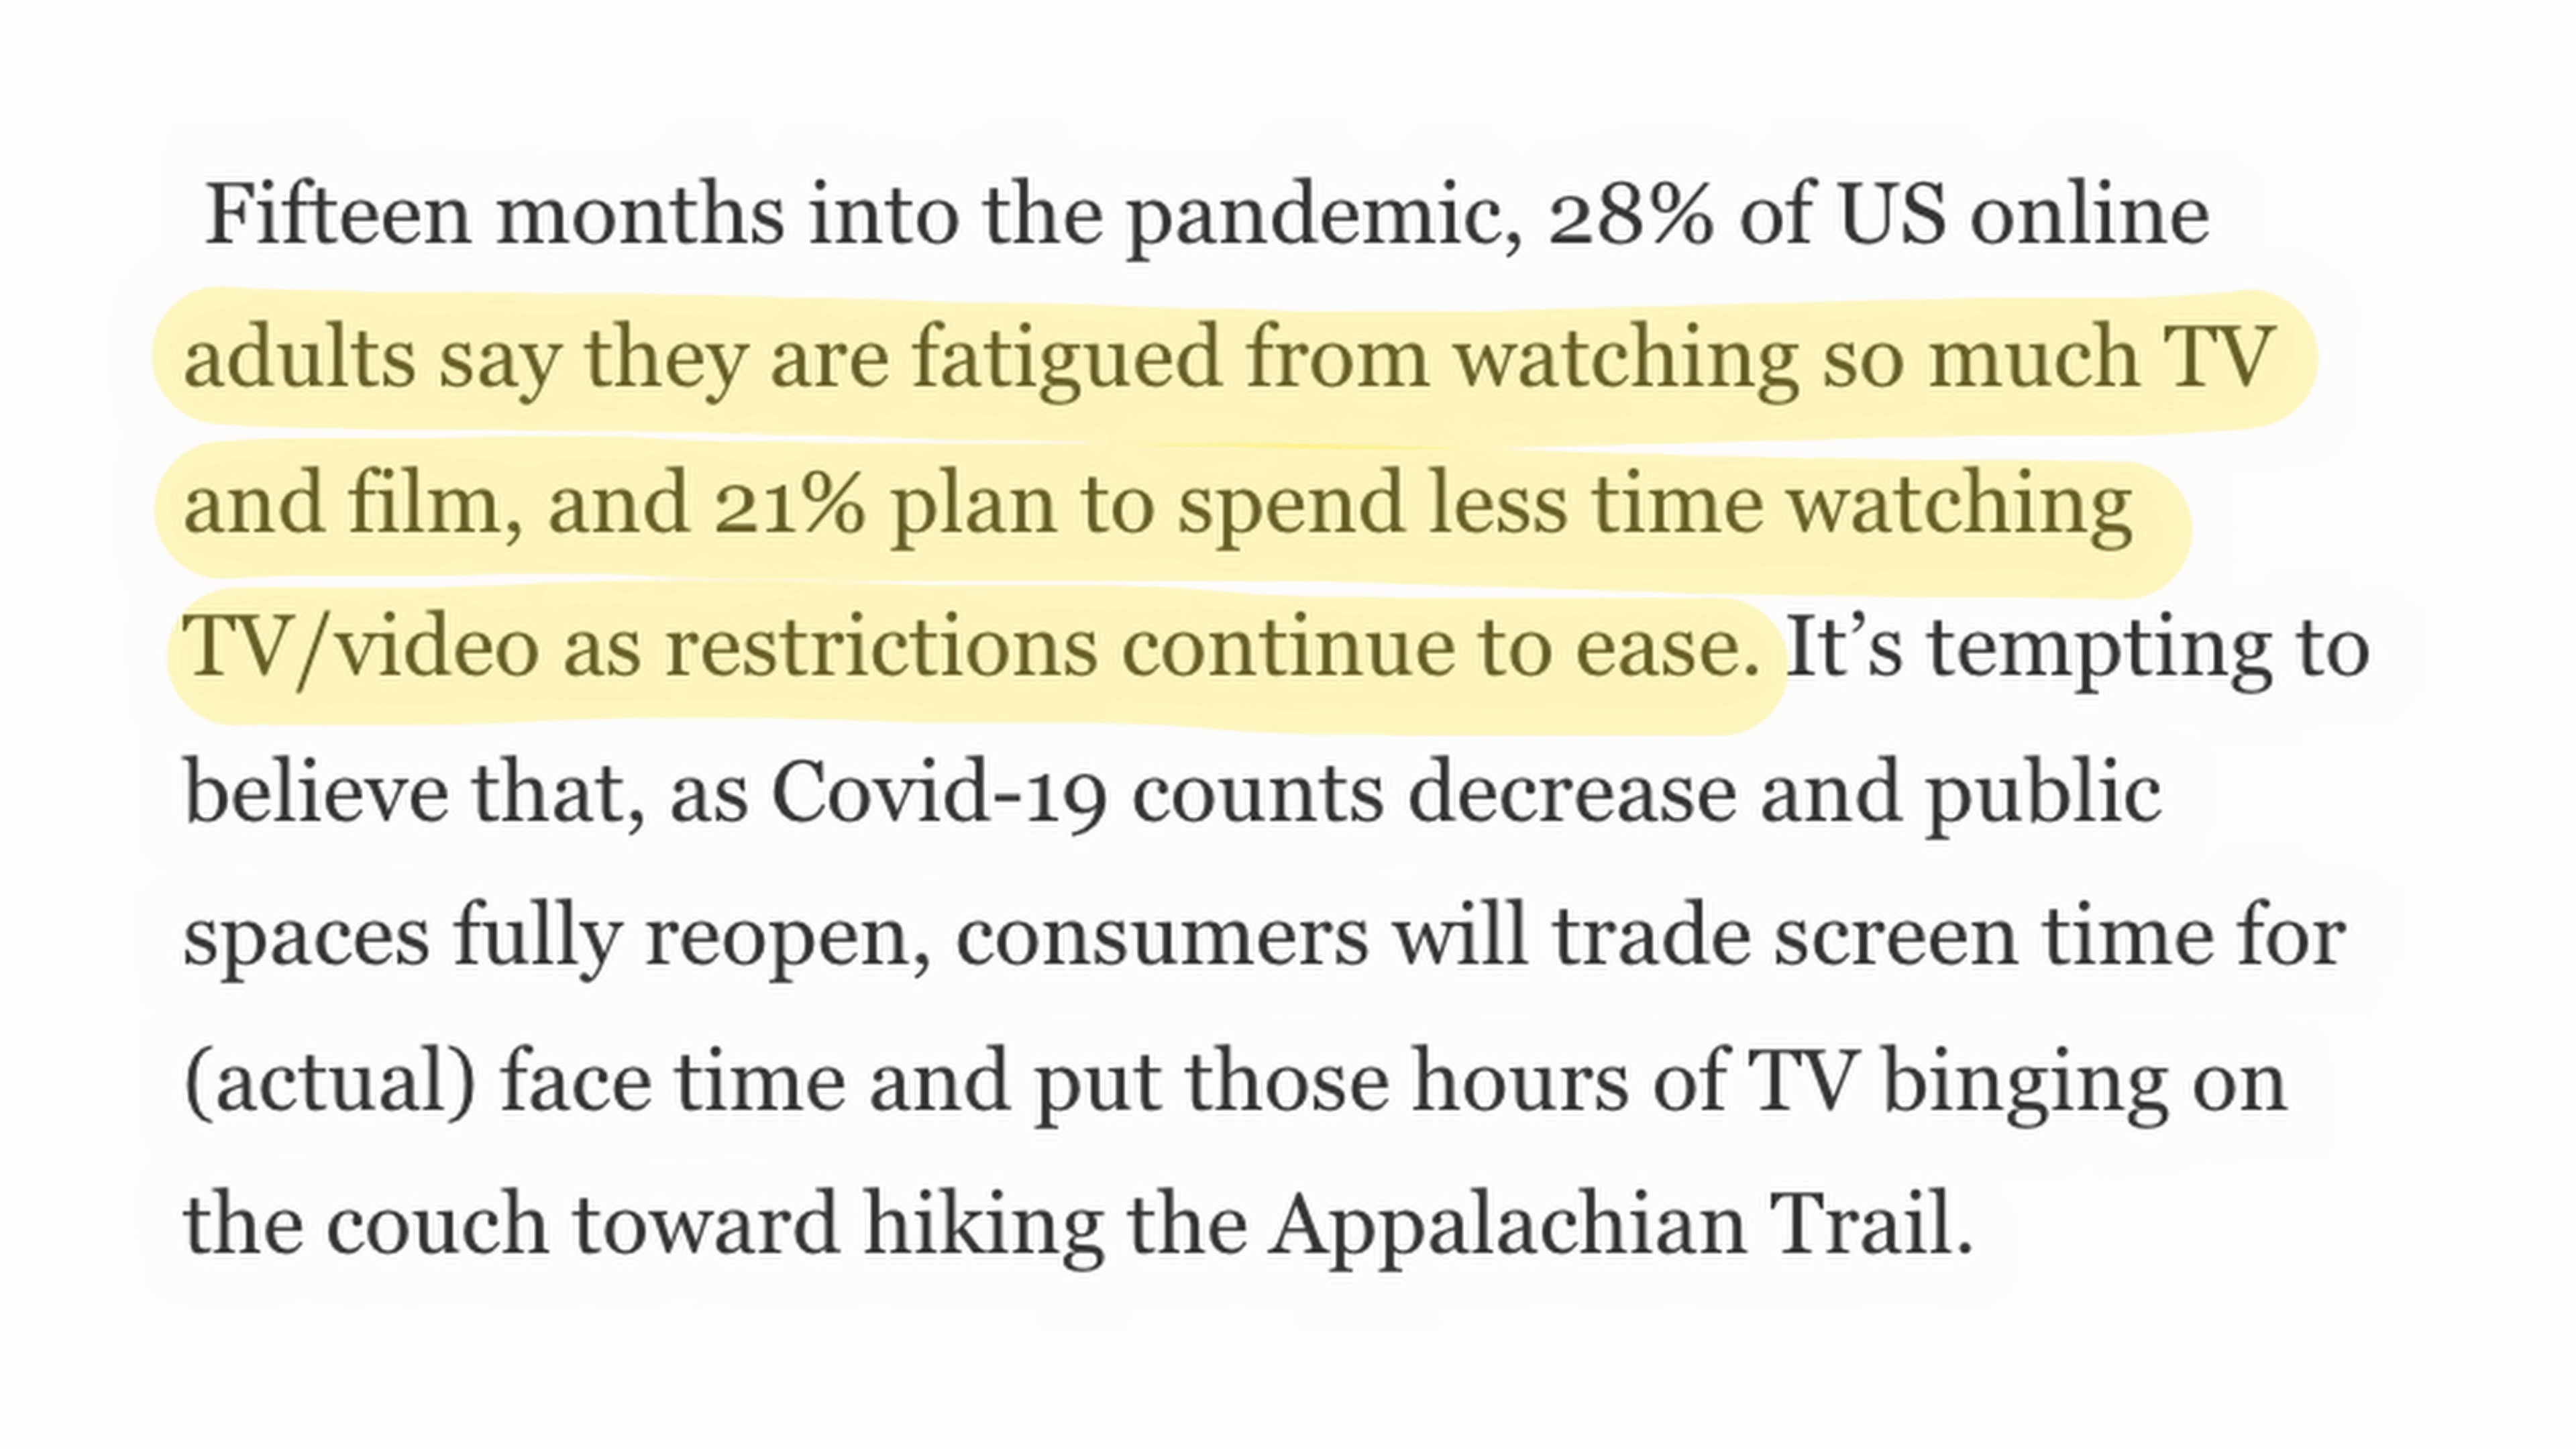 Fifteen months into the pandemic, 28% of US online
adults say they are fatigued from watching so much TV
and film, and 21% plan to spend less time watching
TV/video as restrictions continue to ease. It’s tempting to
believe that, as Covid-19 counts decrease and public
spaces fully reopen, consumers will trade screen time for
(actual) face time and put those hours of TV binging on
the couch toward hiking the Appalachian Trail.